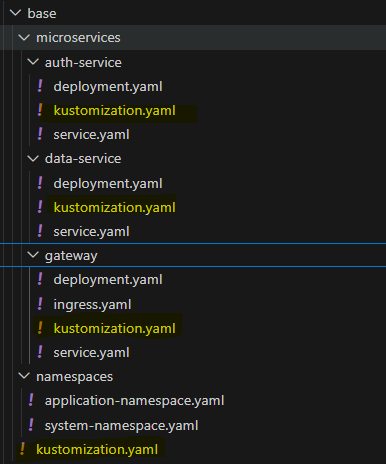 base
microservices
auth-service
deployment.yaml
kustomization.yaml
service.yaml
data-service
deployment.yaml
kustomization.yaml
service.yaml
gateway
deployment.yaml
ingress.yaml
kustomization.yaml
service.yaml
namespaces
application-namespace.yaml
system-namespace.yaml
kustomization.yaml